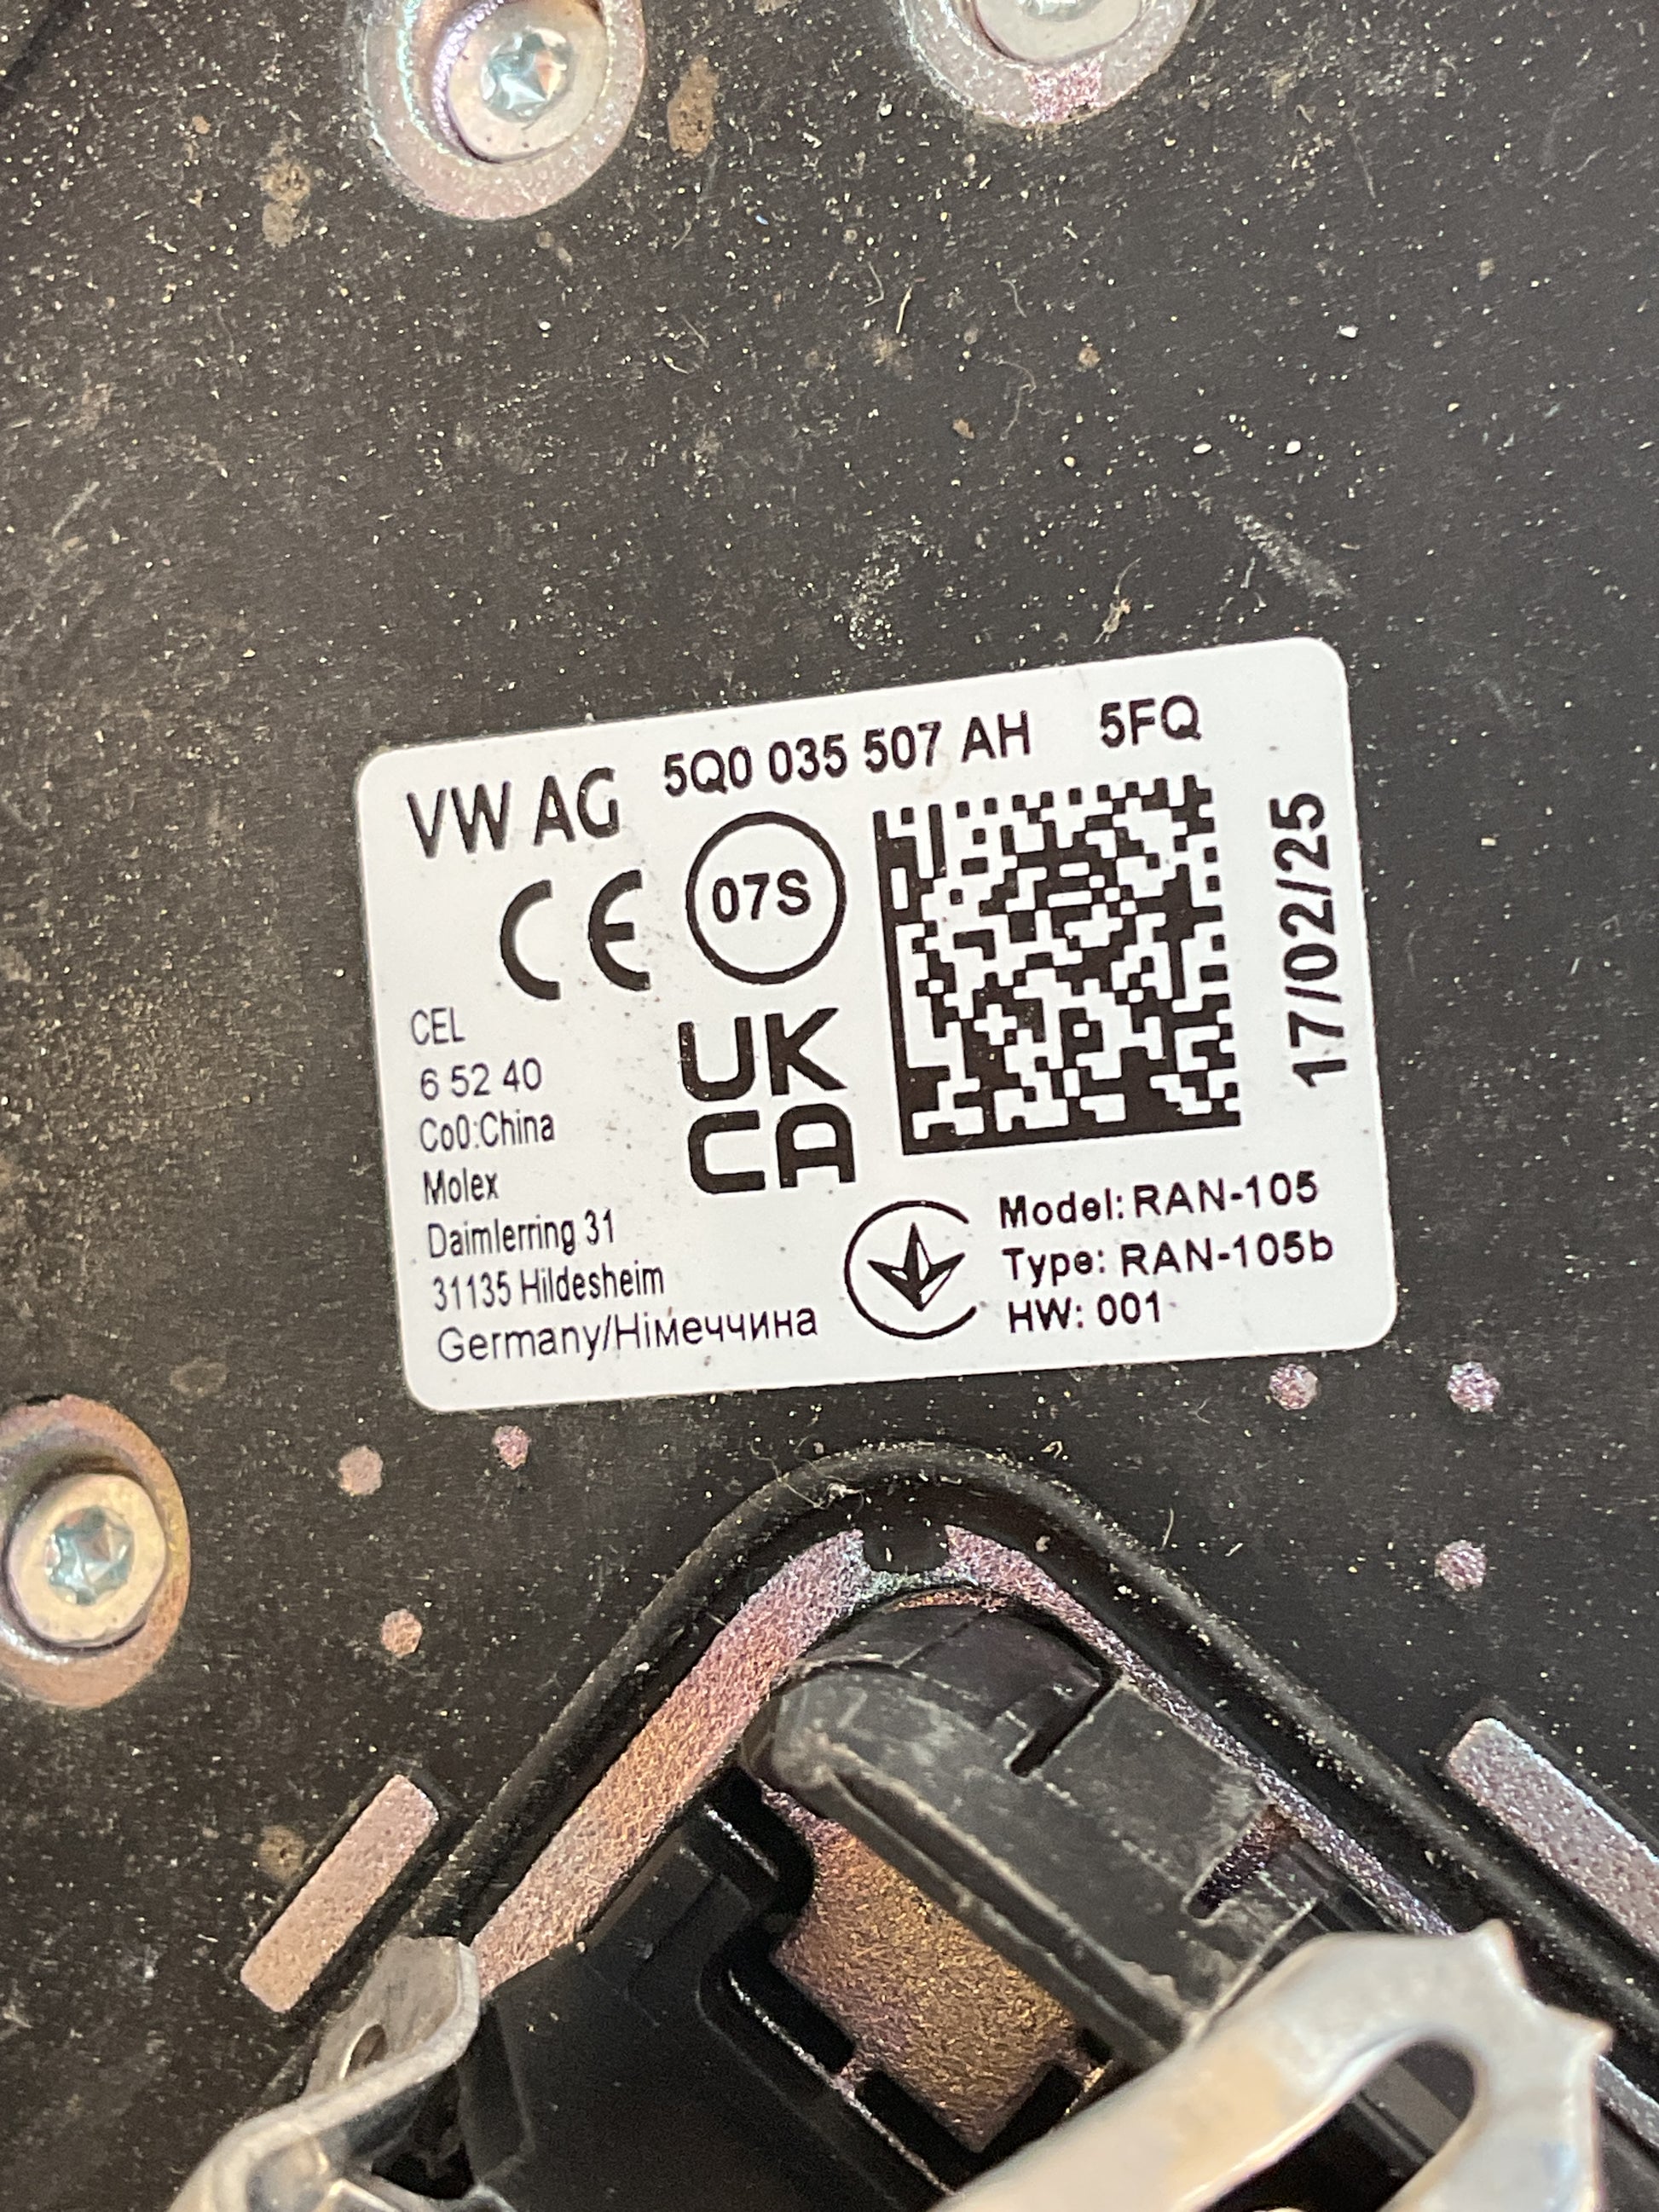 VW AG 5Q0 035 507 AH 5FQ
CE 07S
17/02/25
CEL
6 52 40
Co0:China
Molex
Daimlerring 31
31135 Hildesheim
Germany/Німеччина
UK
CA
Model: RAN-105
Type: RAN-105b
HW: 001